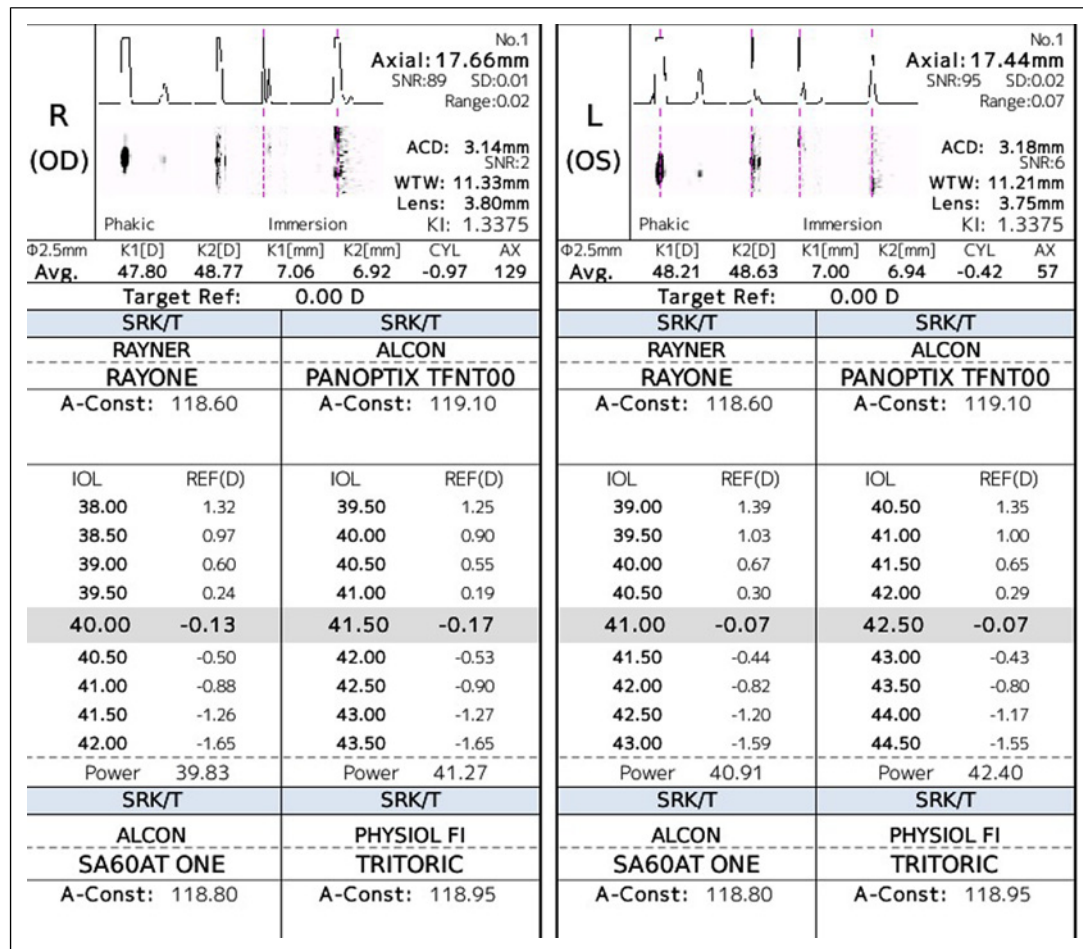 No.1
Axial: 17.66mm
SNR:89 SD:0.01
Range:0.02
R
(OD)
ACD: 3.14mm
SNR:2
WTW: 11.33mm
Lens: 3.80mm
Phakic Immersion KI: 1.3375
Φ2.5mm K1[D] K2[D] K1[mm] K2[mm] CYL AX
Avg. 47.80 48.77 7.06 6.92 -0.97 129
Target Ref: 0.00 D
SRK/T SRK/T
RAYNER ALCON
RAYONE PANOPTIX TFNT00
A-Const: 118.60 A-Const: 119.10
IOL REF(D) IOL REF(D)
38.00 1.32 39.50 1.25
38.50 0.97 40.00 0.90
39.00 0.60 40.50 0.55
39.50 0.24 41.00 0.19
40.00 -0.13 41.50 -0.17
40.50 -0.50 42.00 -0.53
41.00 -0.88 42.50 -0.90
41.50 -1.26 43.00 -1.27
42.00 -1.65 43.50 -1.65
Power 39.83 Power 41.27
SRK/T SRK/T
ALCON PHYSIOL FI
SA60AT ONE TRITORIC
A-Const: 118.80 A-Const: 118.95
No.1
Axial: 17.44mm
SNR:95 SD:0.02
Range:0.07
L
(OS)
ACD: 3.18mm
SNR:6
WTW: 11.21mm
Lens: 3.75mm
Phakic Immersion KI: 1.3375
Φ2.5mm K1[D] K2[D] K1[mm] K2[mm] CYL AX
Avg. 48.21 48.63 7.00 6.94 -0.42 57
Target Ref: 0.00 D
SRK/T SRK/T
RAYNER ALCON
RAYONE PANOPTIX TFNT00
A-Const: 118.60 A-Const: 119.10
IOL REF(D) IOL REF(D)
39.00 1.39 40.50 1.35
39.50 1.03 41.00 1.00
40.00 0.67 41.50 0.65
40.50 0.30 42.00 0.29
41.00 -0.07 42.50 -0.07
41.50 -0.44 43.00 -0.43
42.00 -0.82 43.50 -0.80
42.50 -1.20 44.00 -1.17
43.00 -1.59 44.50 -1.55
Power 40.91 Power 42.40
SRK/T SRK/T
ALCON PHYSIOL FI
SA60AT ONE TRITORIC
A-Const: 118.80 A-Const: 118.95